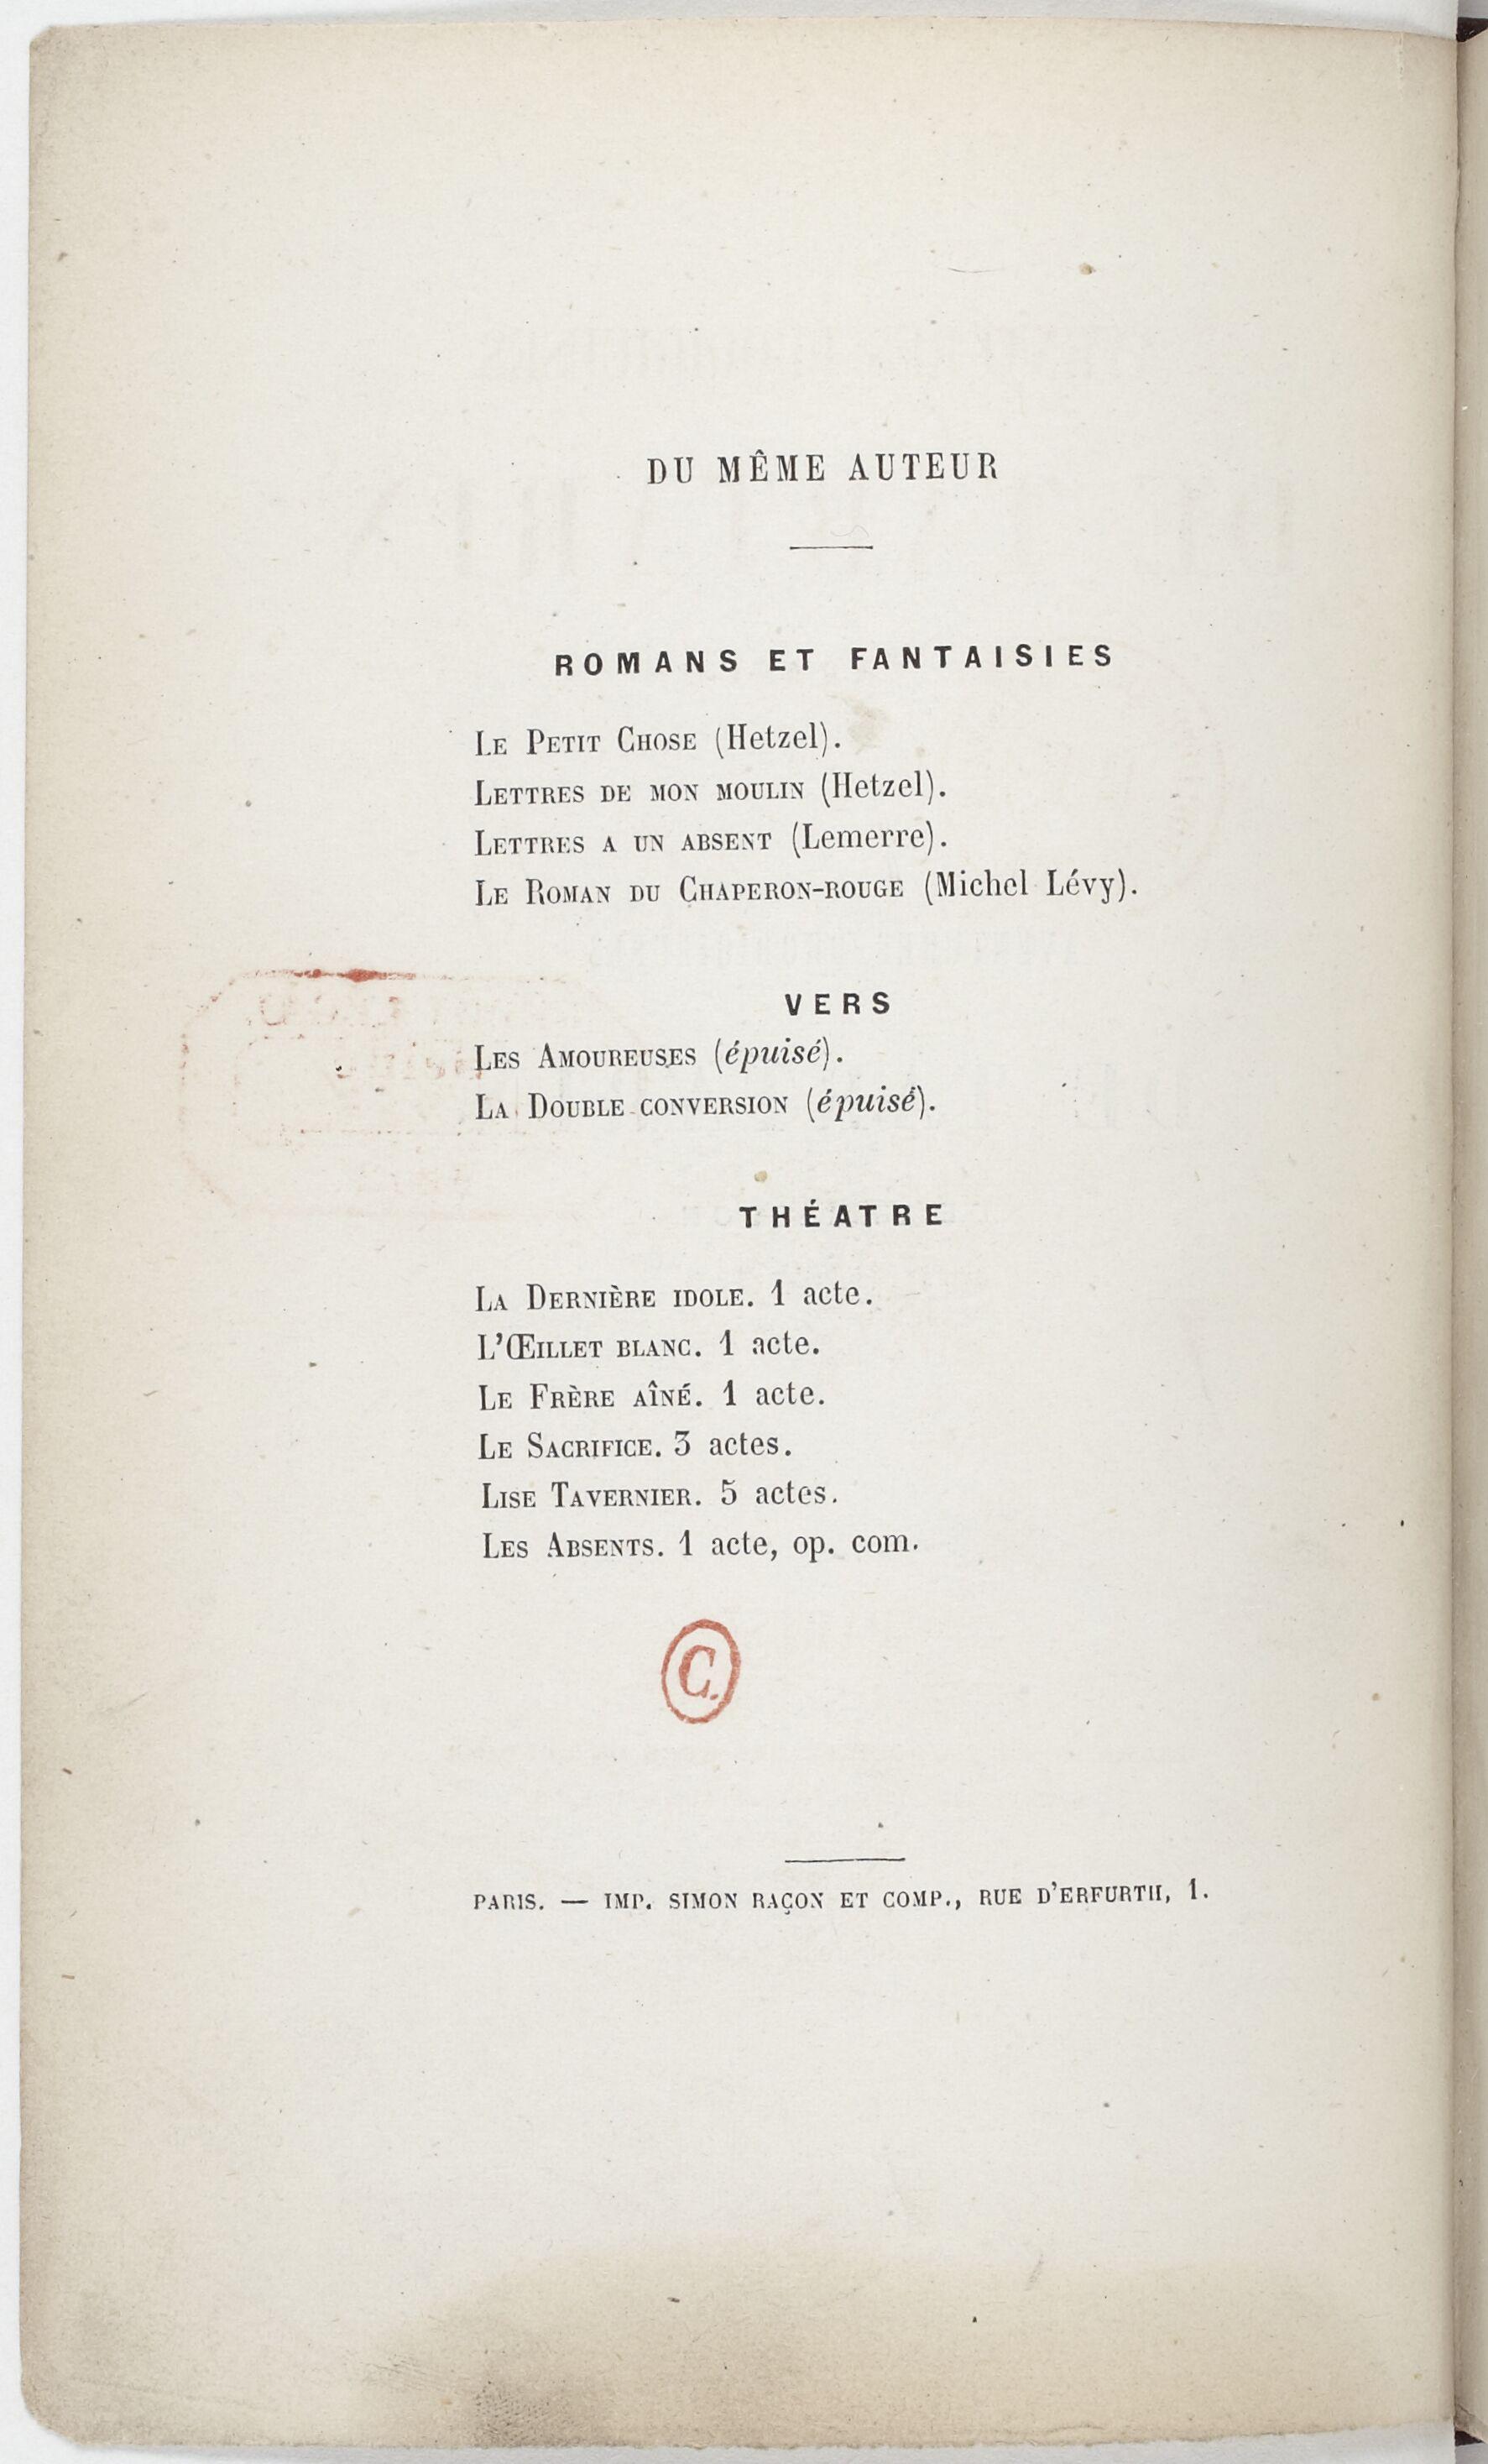 DU MÊME AUTEUR
ROMANS ET FANTAISIES
LE PETIT CHOSE (Hetzel).
LETTRES DE MON MOULIN (Hetzel).
LETTRES A UN ABSENT (Lemerre).
LE ROMAN DU CHAPERON-ROUGE (Michel Lévy).
VERS
LES AMOUREUSES (épuisé).
LA DOUBLE CONVERSION (épuisé).
THÉATRE
LA DERNIÈRE IDOLE. 1 acte.
L'ŒILLET BLANC. 1 acte.
LE FRÈRE AÎNÉ. 1 acte.
LE SACRIFICE. 3 actes.
LISE TAVERNIER. 5 actes.
LES ABSENTS. 1 acte, op. com.
C.
PARIS. — IMP. SIMON RAÇON ET COMP., RUE D'ERFURTH, 1.